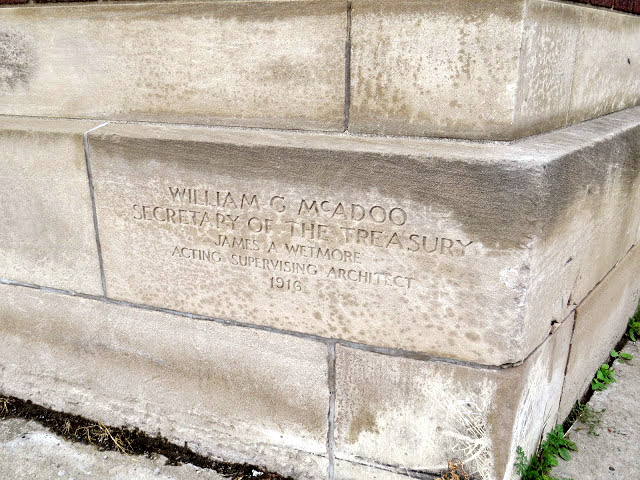 WILLIAM G McADOO
SECRETARY OF THE TREASURY
JAMES A WETMORE
ACTING SUPERVISING ARCHITECT
1916